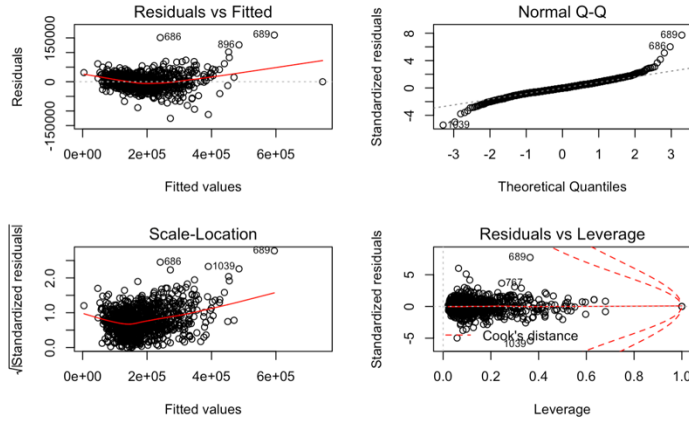 Residuals vs Fitted
Residuals
-150000
0
150000
686
896
689
0e+00 2e+05 4e+05 6e+05
Fitted values
Normal Q-Q
Standardized residuals
-4
0
4
8
689
686
1039
-3 -2 -1 0 1 2 3
Theoretical Quantiles
Scale-Location
√|Standardized residuals|
0.0
1.0
2.0
686
1039
689
0e+00 2e+05 4e+05 6e+05
Fitted values
Residuals vs Leverage
Standardized residuals
-5
0
5
689
767
Cook's distance
1039
0.0 0.2 0.4 0.6 0.8 1.0
Leverage